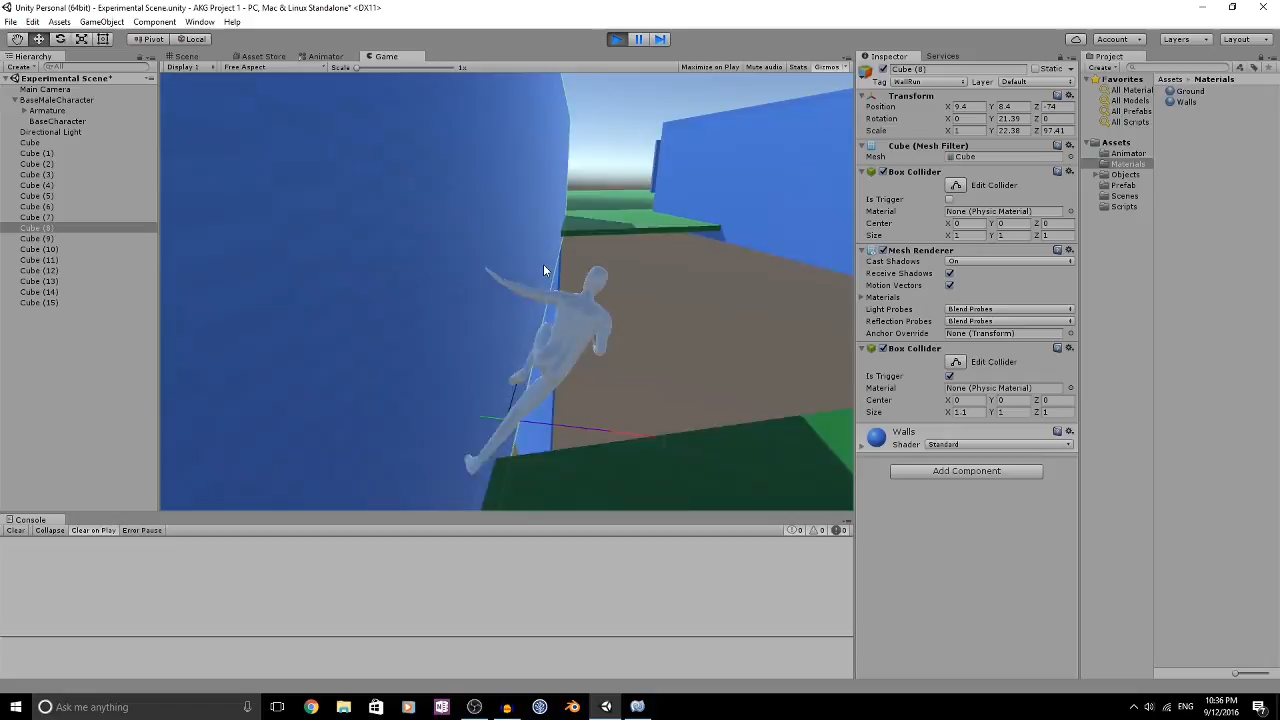 Unity Personal (64bit) - Experimental Scene.unity - AKG Project 1 - PC, Mac & Linux Standalone* <DX11>
File Edit Assets GameObject Component Window Help
Pivot Local Account Layers Layout
Hierarchy Scene Asset Store Animator Game Inspector Services Project
Create All
Display 1 Free Aspect Scale 1x Maximise on Play Mute audio Stats Gizmos
Experimental Scene*
Main Camera
BaseMaleCharacter
Armature
BaseCharacter
Directional Light
Cube
Cube (1)
Cube (2)
Cube (3)
Cube (4)
Cube (5)
Cube (6)
Cube (7)
Cube (8)
Cube (9)
Cube (10)
Cube (11)
Cube (12)
Cube (13)
Cube (14)
Cube (15)
Cube (8) Static
Tag WallRun Layer Default
Transform
Position X 9.4 Y 8.4 Z -74
Rotation X 0 Y 21.39 Z 0
Scale X 1 Y 22.38 Z 97.41
Cube (Mesh Filter)
Mesh Cube
Box Collider
Edit Collider
Is Trigger
Material None (Physic Material)
Center X 0 Y 0 Z 0
Size X 1 Y 1 Z 1
Mesh Renderer
Cast Shadows On
Receive Shadows
Motion Vectors
Materials
Light Probes Blend Probes
Reflection Probes Blend Probes
Anchor Override None (Transform)
Box Collider
Edit Collider
Is Trigger
Material None (Physic Material)
Center X 0 Y 0 Z 0
Size X 1.1 Y 1 Z 1
Walls
Shader Standard
Add Component
Create
Favorites
All Material
All Models
All Prefabs
All Scripts
Assets
Animator
Materials
Objects
Prefab
Scenes
Scripts
Assets Materials
Ground
Walls
Console
Clear Collapse Clear on Play Error Pause 0 0 0
Ask me anything
ENG 10:36 PM
9/12/2016